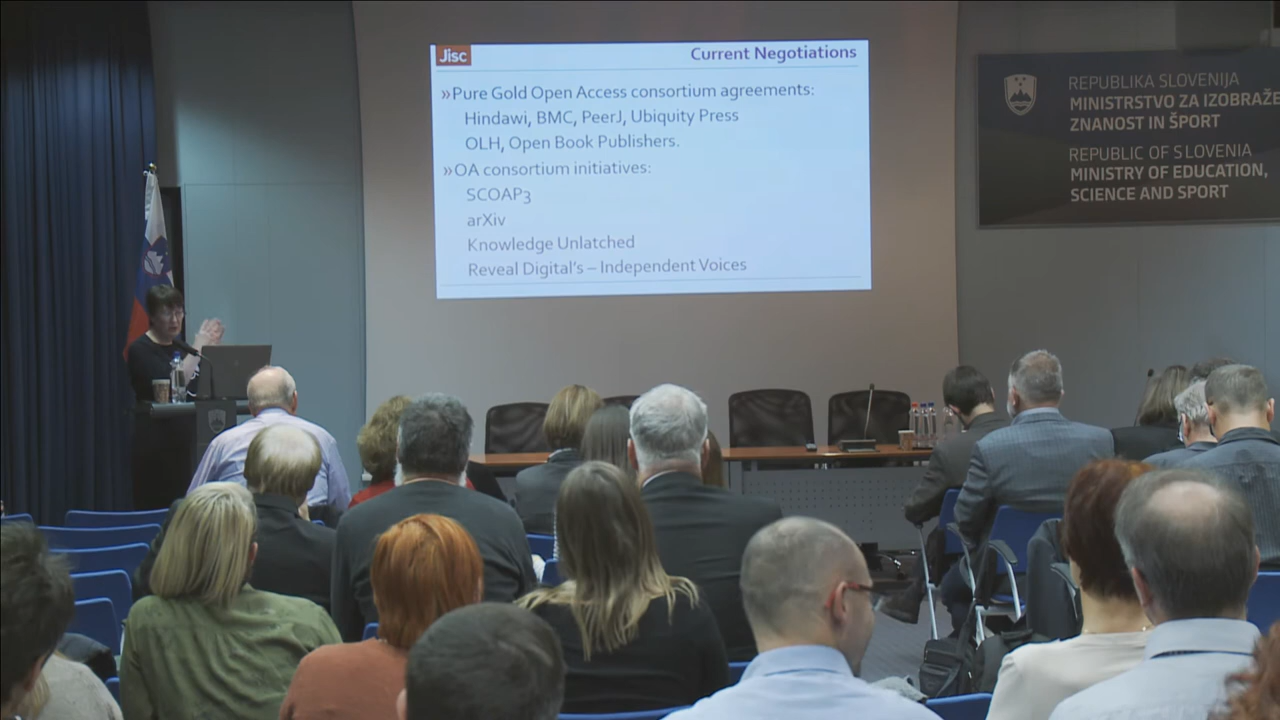 Jisc
Current Negotiations
»Pure Gold Open Access consortium agreements:
Hindawi, BMC, PeerJ, Ubiquity Press
OLH, Open Book Publishers.
»OA consortium initiatives:
SCOAP3
arXiv
Knowledge Unlatched
Reveal Digital's – Independent Voices
REPUBLIKA SLOVENIJA
MINISTRSTVO ZA IZOBRAŽE
ZNANOST IN ŠPORT
REPUBLIC OF SLOVENIA
MINISTRY OF EDUCATION,
SCIENCE AND SPORT